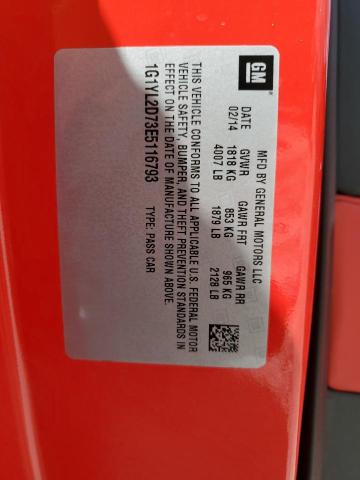 GM
MFD BY GENERAL MOTORS LLC
DATE GVWR GAWR FRT GAWR RR
02/14 1818 KG 853 KG 965 KG
4007 LB 1879 LB 2128 LB
THIS VEHICLE CONFORMS TO ALL APPLICABLE U.S. FEDERAL MOTOR
VEHICLE SAFETY, BUMPER, AND THEFT PREVENTION STANDARDS IN
EFFECT ON THE DATE OF MANUFACTURE SHOWN ABOVE.
1G1YL2D73E5116793 TYPE: PASS CAR